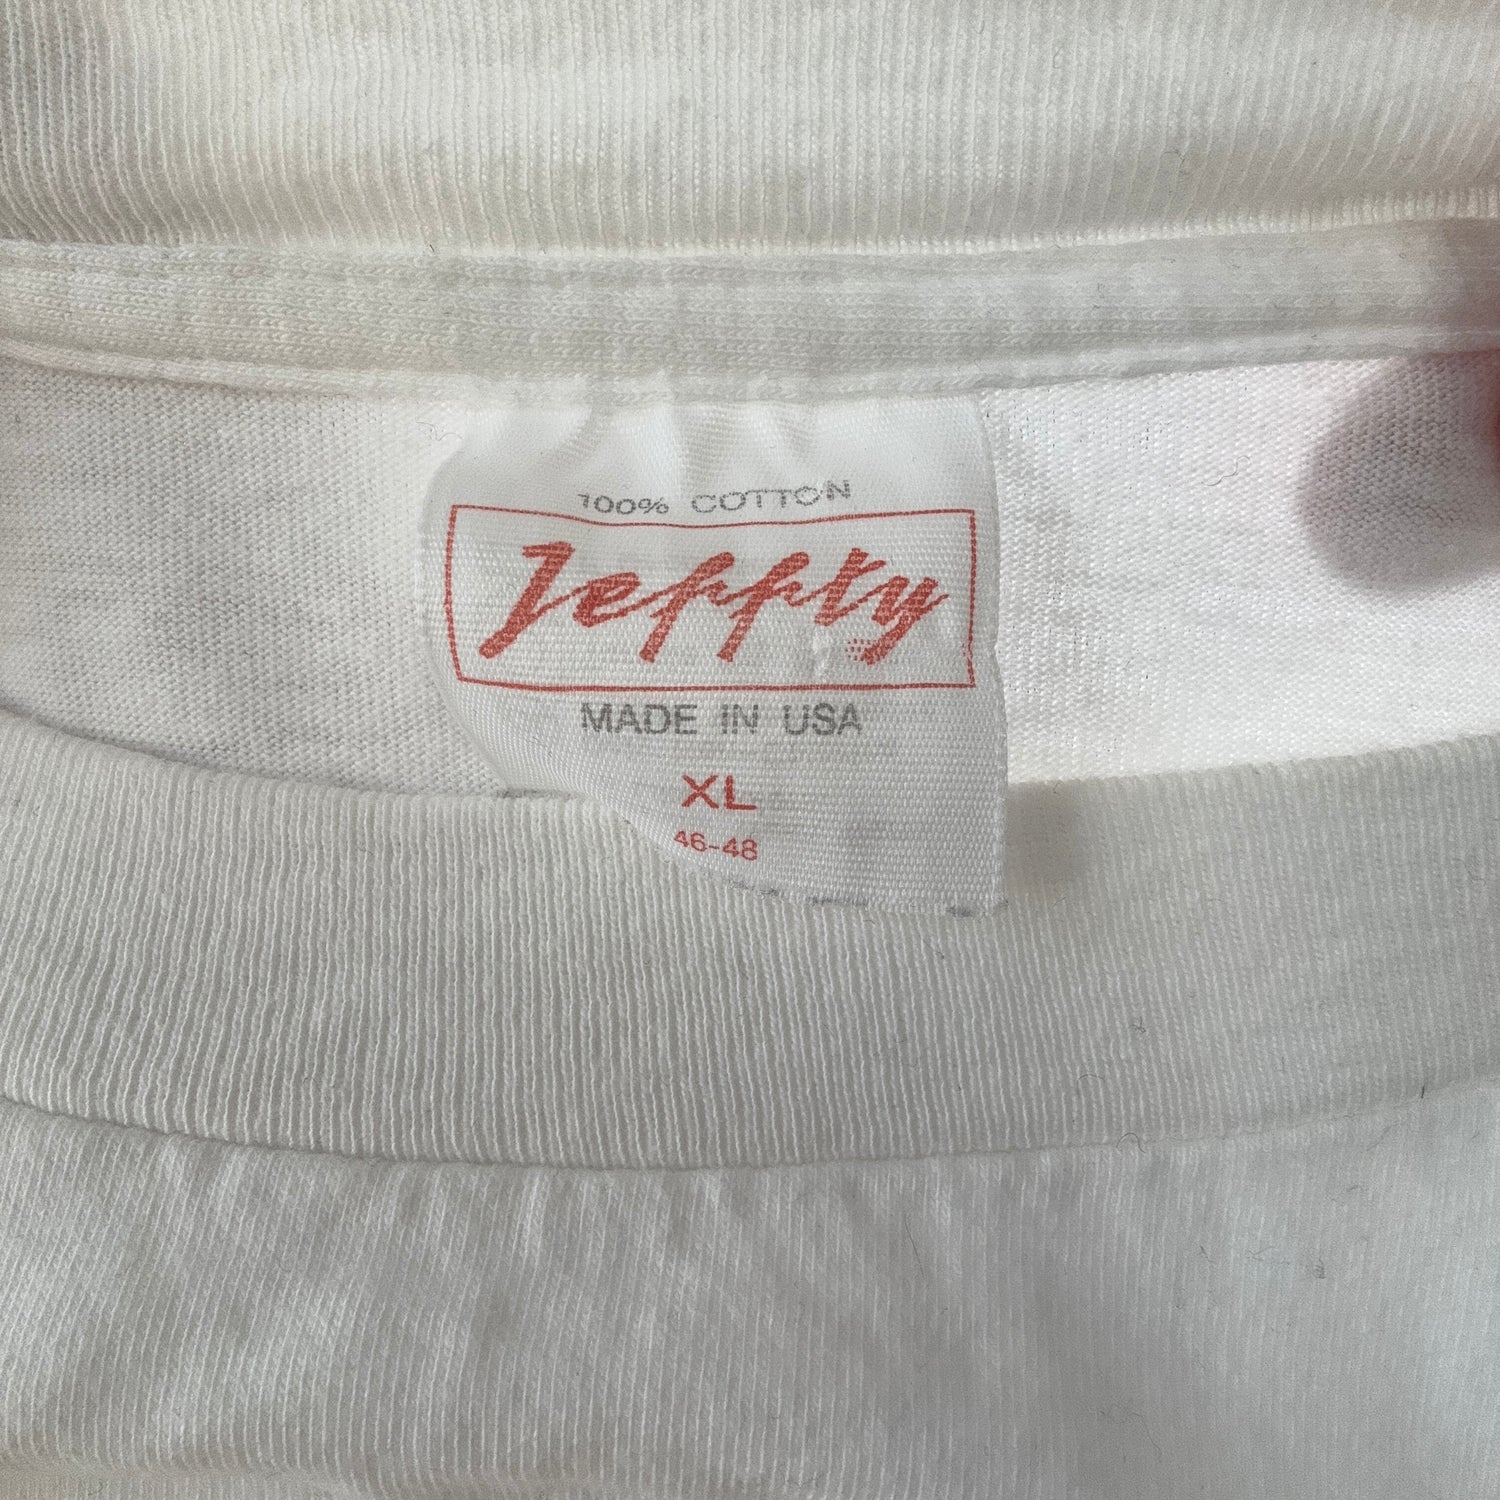 100% COTTON
Jeffty
MADE IN USA
XL
46-48